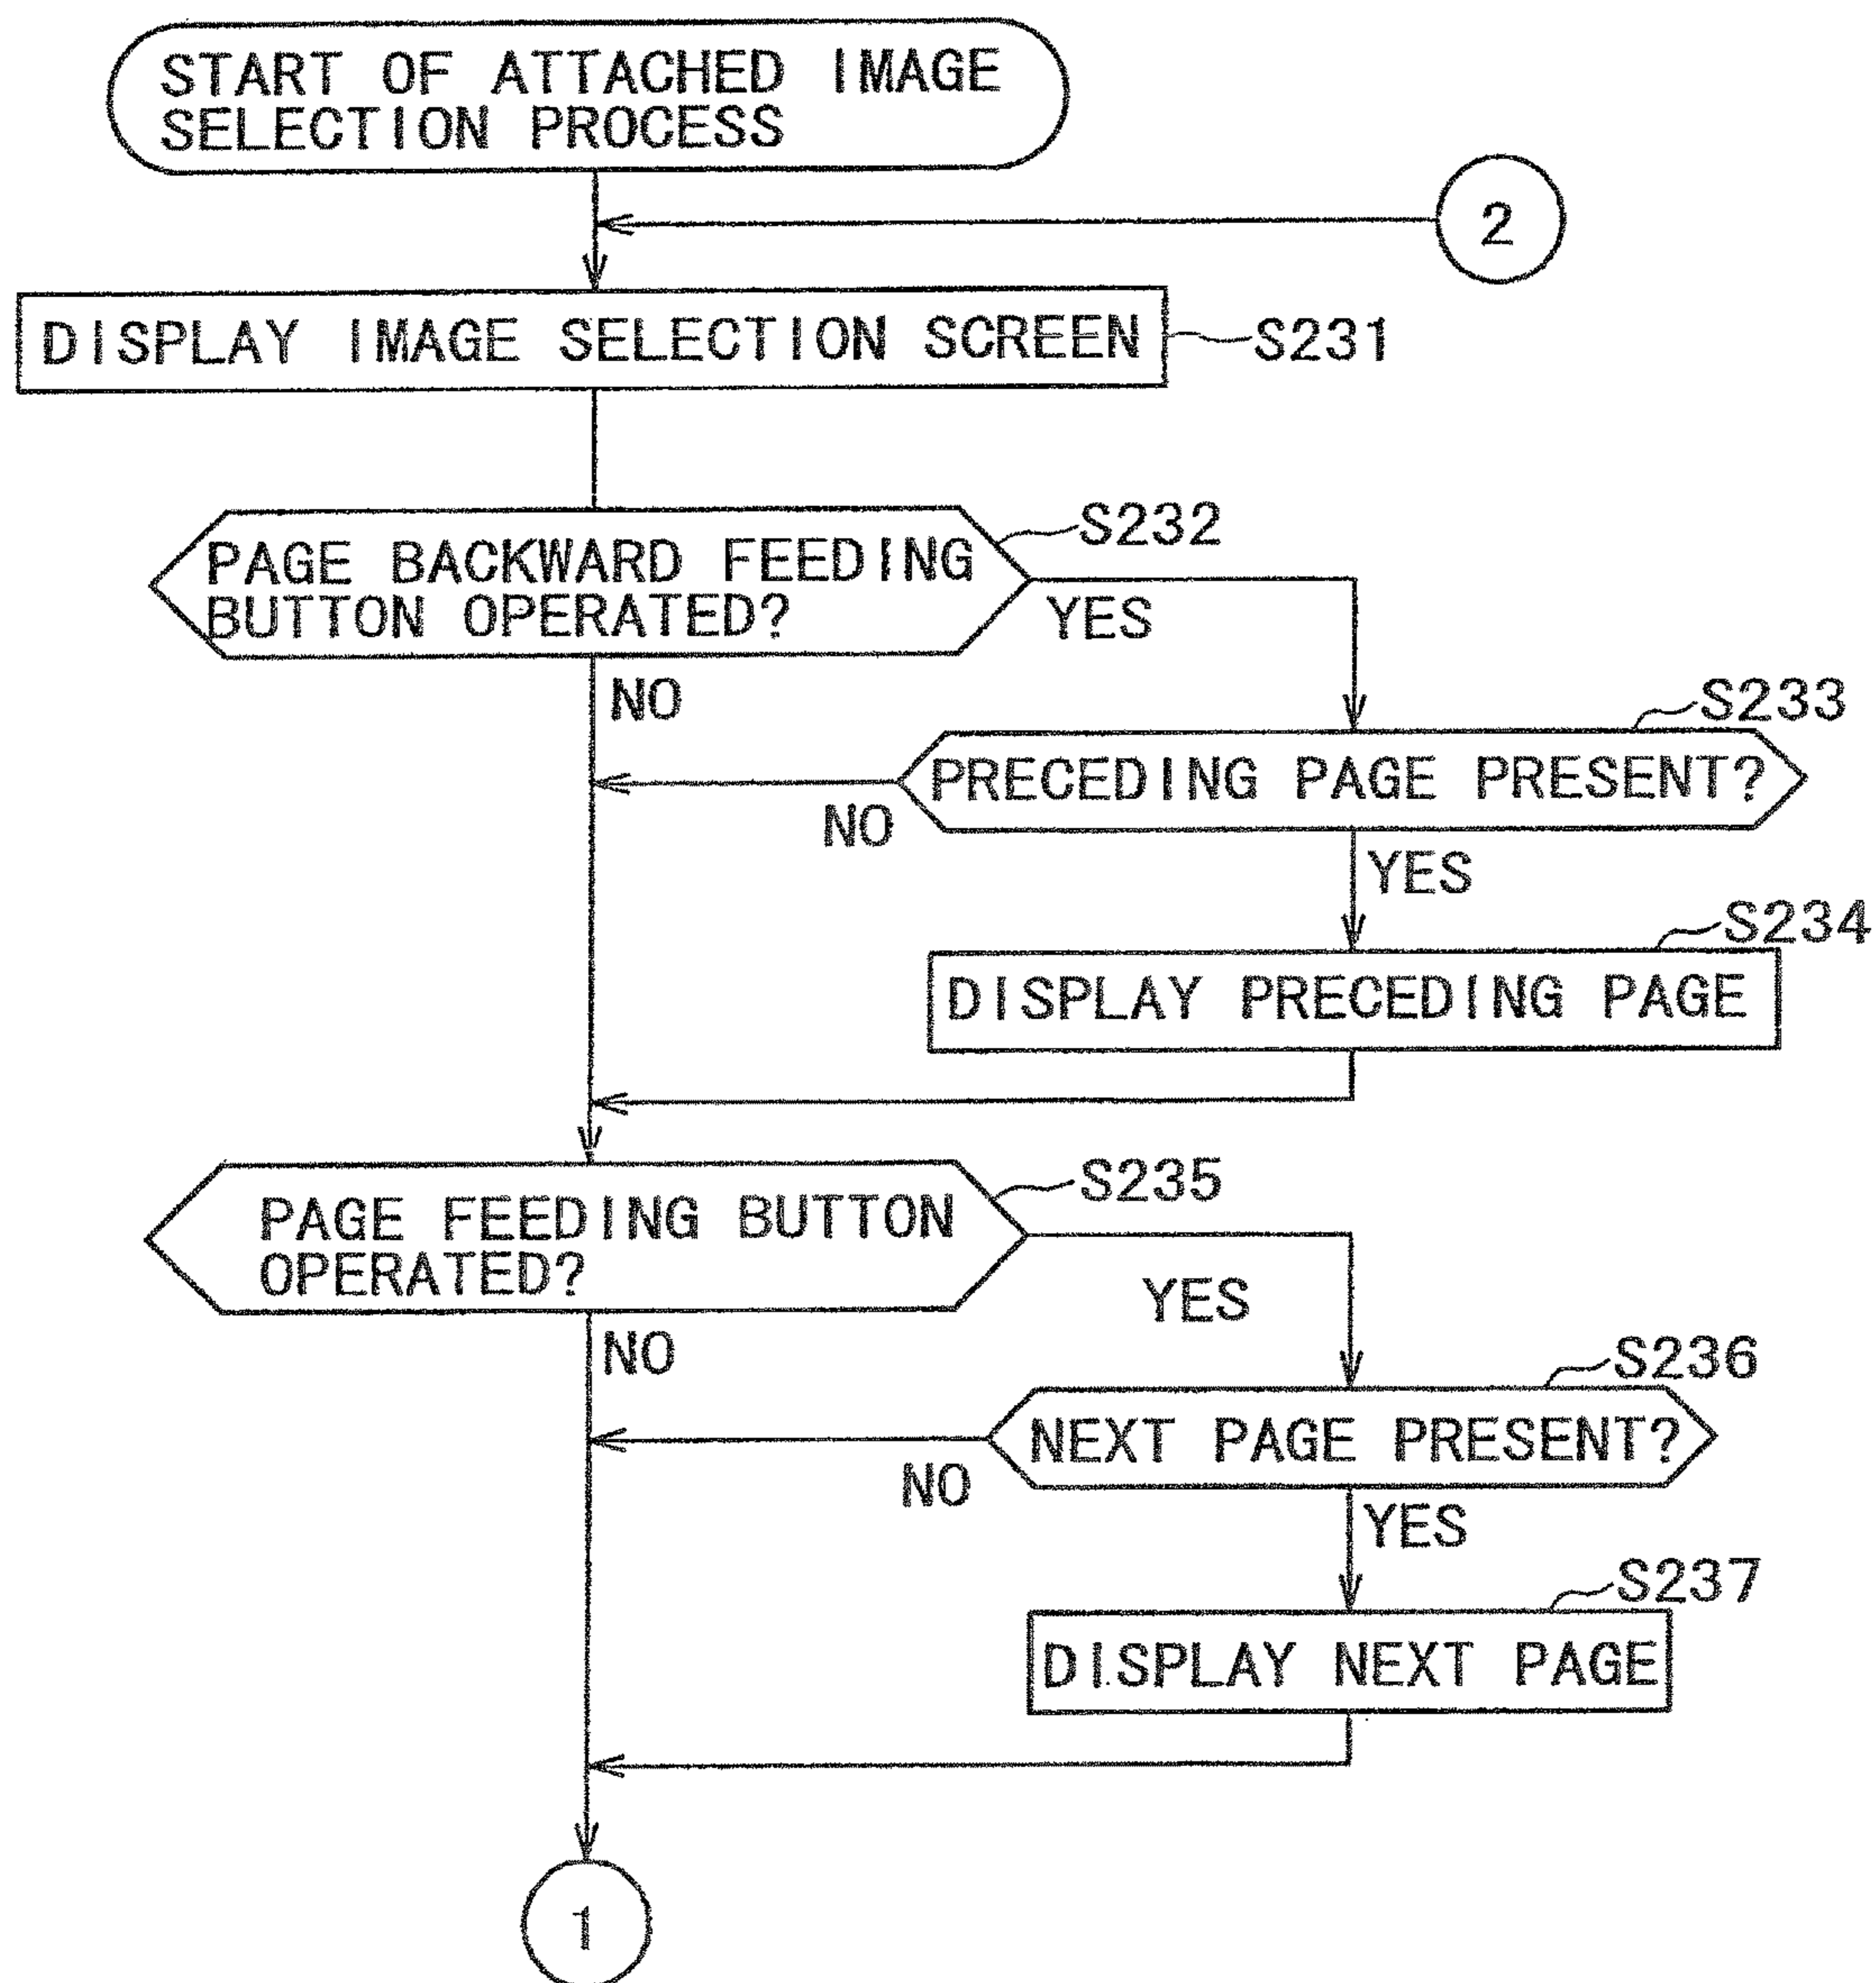 START OF ATTACHED IMAGE
SELECTION PROCESS
2
DISPLAY IMAGE SELECTION SCREEN
S231
PAGE BACKWARD FEEDING
BUTTON OPERATED?
S232
YES
NO
S233
PRECEDING PAGE PRESENT?
NO
YES
S234
DISPLAY PRECEDING PAGE
PAGE FEEDING BUTTON
OPERATED?
S235
YES
NO
S236
NEXT PAGE PRESENT?
NO
YES
S237
DISPLAY NEXT PAGE
1